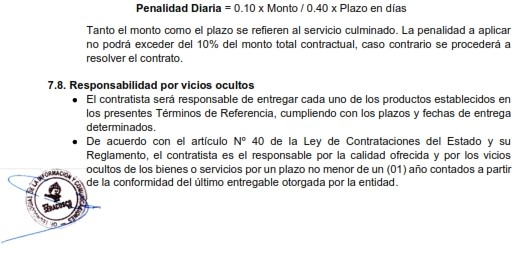 Penalidad Diaria = 0.10 x Monto / 0.40 x Plazo en días
Tanto el monto como el plazo se refieren al servicio culminado. La penalidad a aplicar
no podrá exceder del 10% del monto total contractual, caso contrario se procederá a
resolver el contrato.
7.8. Responsabilidad por vicios ocultos
● El contratista será responsable de entregar cada uno de los productos establecidos en
los presentes Términos de Referencia, cumpliendo con los plazos y fechas de entrega
determinados.
● De acuerdo con el artículo Nº 40 de la Ley de Contrataciones del Estado y su
Reglamento, el contratista es el responsable por la calidad ofrecida y por los vicios
ocultos de los bienes o servicios por un plazo no menor de un (01) año contados a partir
de la conformidad del último entregable otorgada por la entidad.